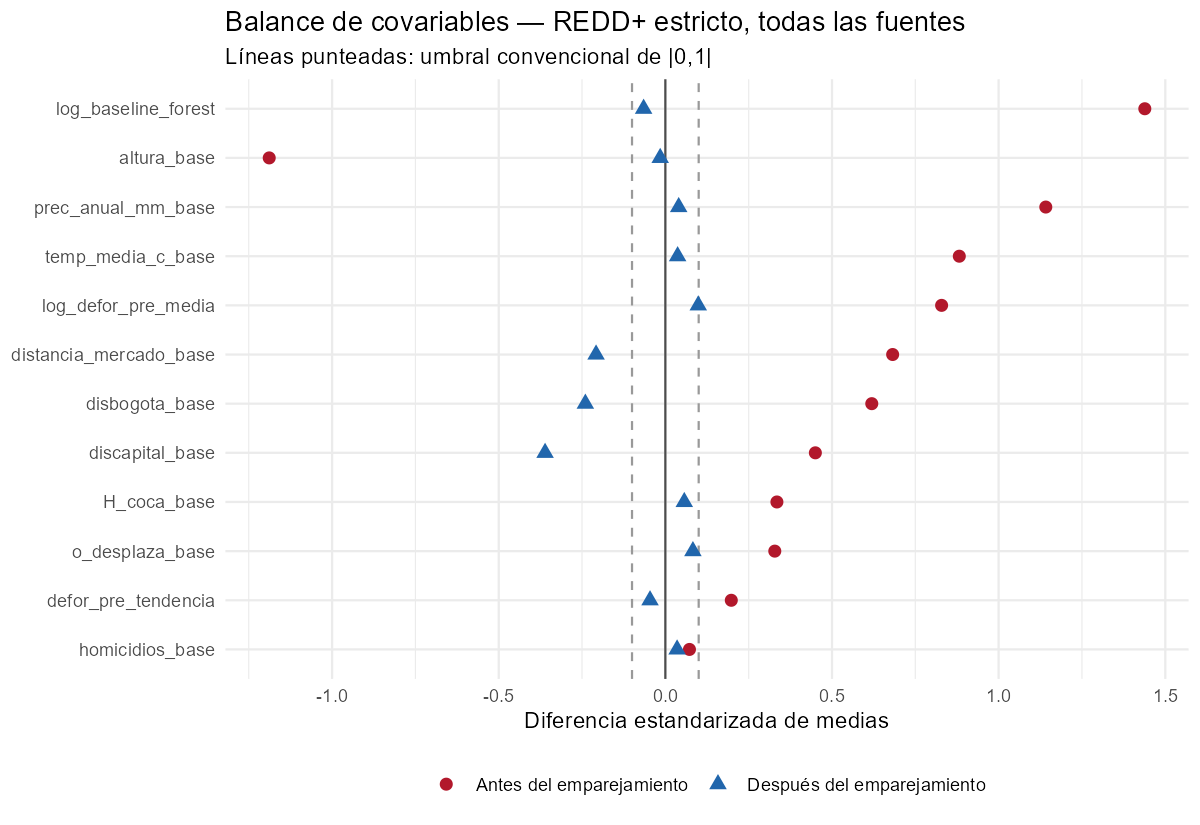 Balance de covariables — REDD+ estricto, todas las fuentes
Líneas punteadas: umbral convencional de |0,1|
log_baseline_forest
altura_base
prec_anual_mm_base
temp_media_c_base
log_defor_pre_media
distancia_mercado_base
disbogota_base
discapital_base
H_coca_base
o_desplaza_base
defor_pre_tendencia
homicidios_base
-1.0 -0.5 0.0 0.5 1.0 1.5
Diferencia estandarizada de medias
Antes del emparejamiento Después del emparejamiento